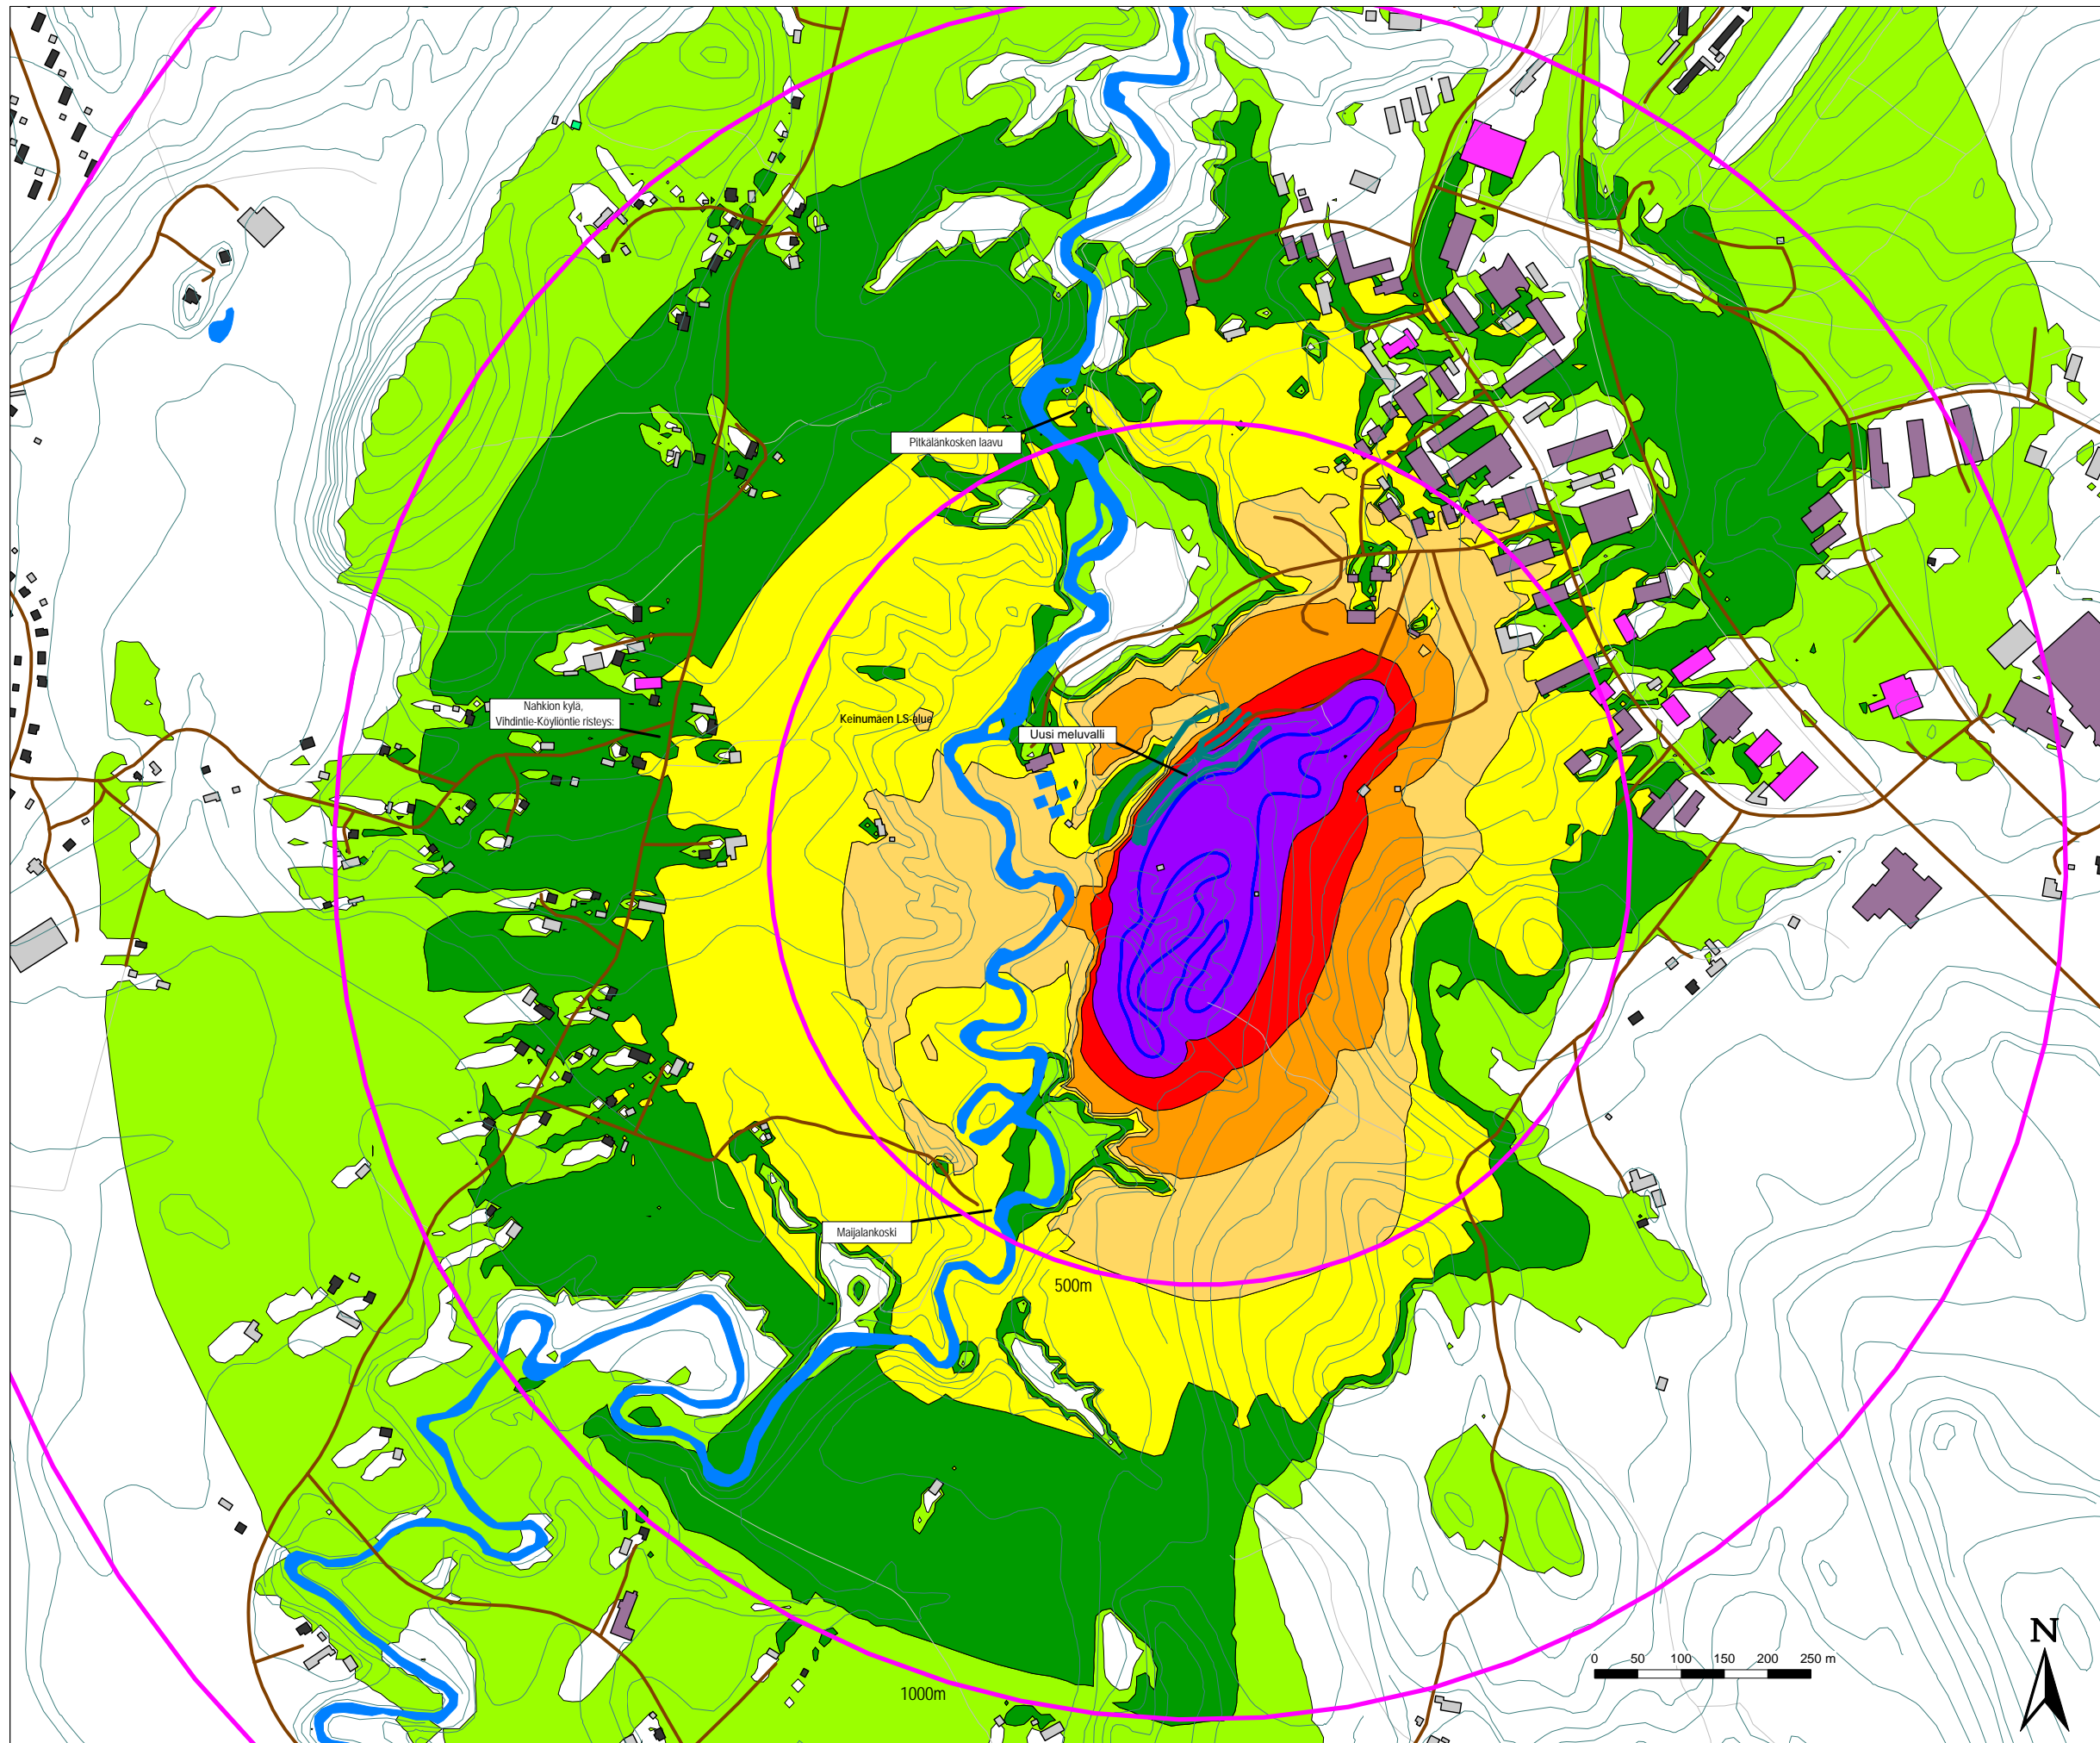 Pitkälänkosken laavu
Nahkion kylä,
Vihdintie-Köyliöntie risteys:
Keinumäen LS-alue
Uusi meluvalli
Maijalankoski
500m
1000m
0 50 100 150 200 250 m
N